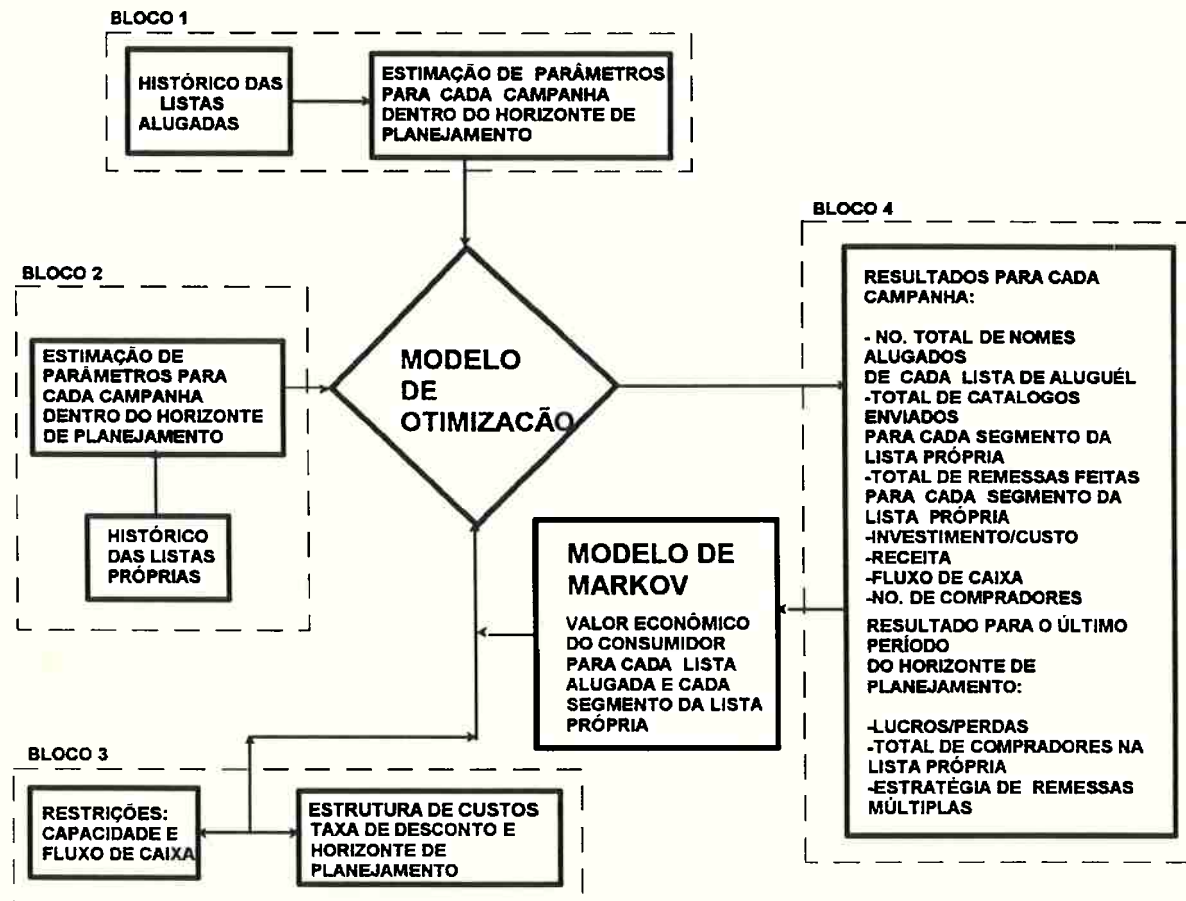 BLOCO 1
HISTÓRICO DAS
LISTAS
ALUGADAS
ESTIMAÇÃO DE PARÂMETROS
PARA CADA CAMPANHA
DENTRO DO HORIZONTE DE
PLANEJAMENTO
BLOCO 2
ESTIMAÇÃO DE
PARÂMETROS PARA
CADA CAMPANHA
DENTRO DO HORIZONTE
DE PLANEJAMENTO
HISTÓRICO
DAS LISTAS
PRÓPRIAS
MODELO
DE
OTIMIZACÃO
MODELO DE
MARKOV
VALOR ECONÔMICO
DO CONSUMIDOR
PARA CADA LISTA
ALUGADA E CADA
SEGMENTO DA LISTA
PRÓPRIA
BLOCO 3
RESTRIÇÕES:
CAPACIDADE E
FLUXO DE CAIXA
ESTRUTURA DE CUSTOS
TAXA DE DESCONTO E
HORIZONTE DE
PLANEJAMENTO
BLOCO 4
RESULTADOS PARA CADA
CAMPANHA:
- NO. TOTAL DE NOMES
ALUGADOS
DE CADA LISTA DE ALUGUÉL
-TOTAL DE CATALOGOS
ENVIADOS
PARA CADA SEGMENTO DA
LISTA PRÓPRIA
-TOTAL DE REMESSAS FEITAS
PARA CADA SEGMENTO DA
LISTA PRÓPRIA
-INVESTIMENTO/CUSTO
-RECEITA
-FLUXO DE CAIXA
-NO. DE COMPRADORES
RESULTADO PARA O ÚLTIMO
PERÍODO
DO HORIZONTE DE
PLANEJAMENTO:
-LUCROS/PERDAS
-TOTAL DE COMPRADORES NA
LISTA PRÓPRIA
-ESTRATÉGIA DE REMESSAS
MÚLTIPLAS